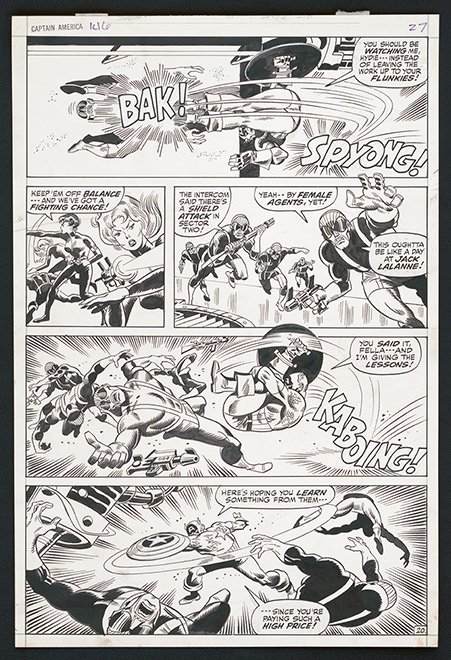 CAPTAIN AMERICA
27
YOU SHOULD BE
WATCHING ME,
HYDIE--- INSTEAD
OF LEAVING THE
WORK UP TO YOUR
FLUNKIES!
BAK!
SPYONG!
KEEP 'EM OFF BALANCE
---AND WE'VE GOT A
FIGHTING CHANCE!
THE INTERCOM
SAID THERE'S
A SHIELD
ATTACK IN
SECTOR
TWO!
YEAH-- BY FEMALE
AGENTS, YET!
THIS OUGHTTA
BE LIKE A DAY
AT JACK
LALANNE!
YOU SAID IT,
FELLA---AND
I'M GIVING THE
LESSONS!
KABOING!
HERE'S HOPING YOU LEARN
SOMETHING FROM THEM---
---SINCE YOU'RE
PAYING SUCH A
HIGH PRICE!
20